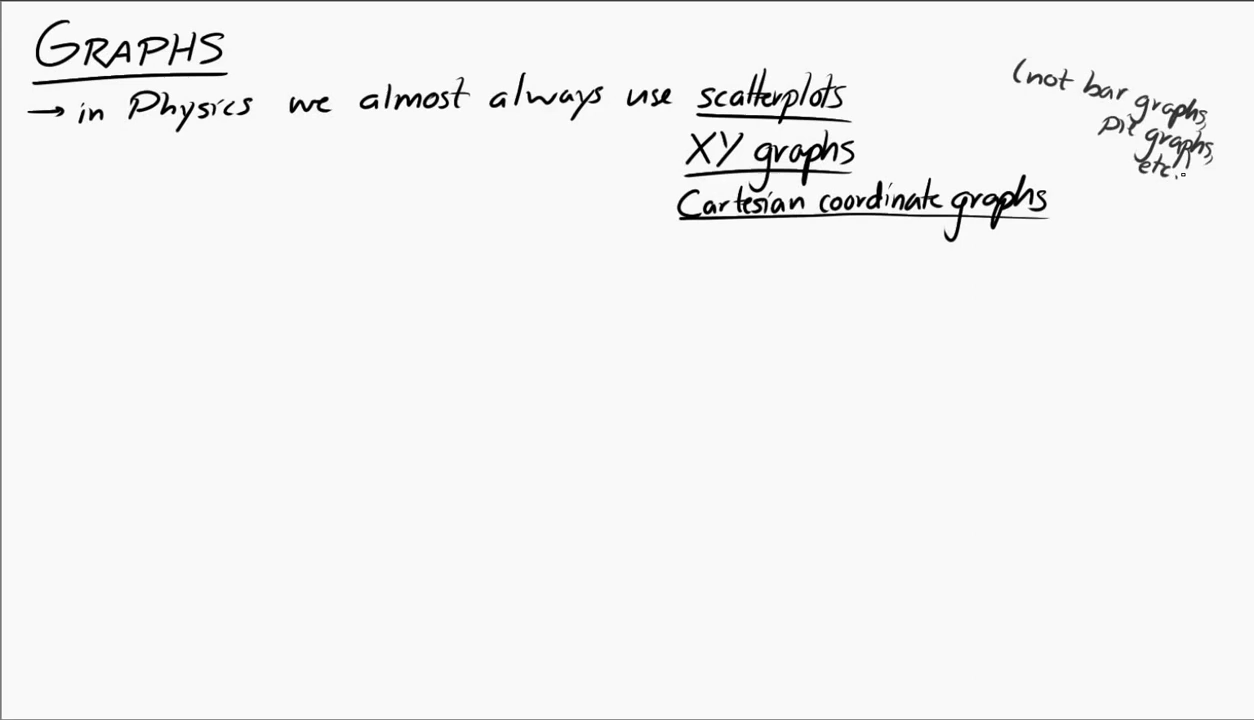 GRAPHS
→ in Physics we almost always use scatterplots
XY graphs
Cartesian coordinate graphs
(not bar graphs,
pie graphs,
etc.